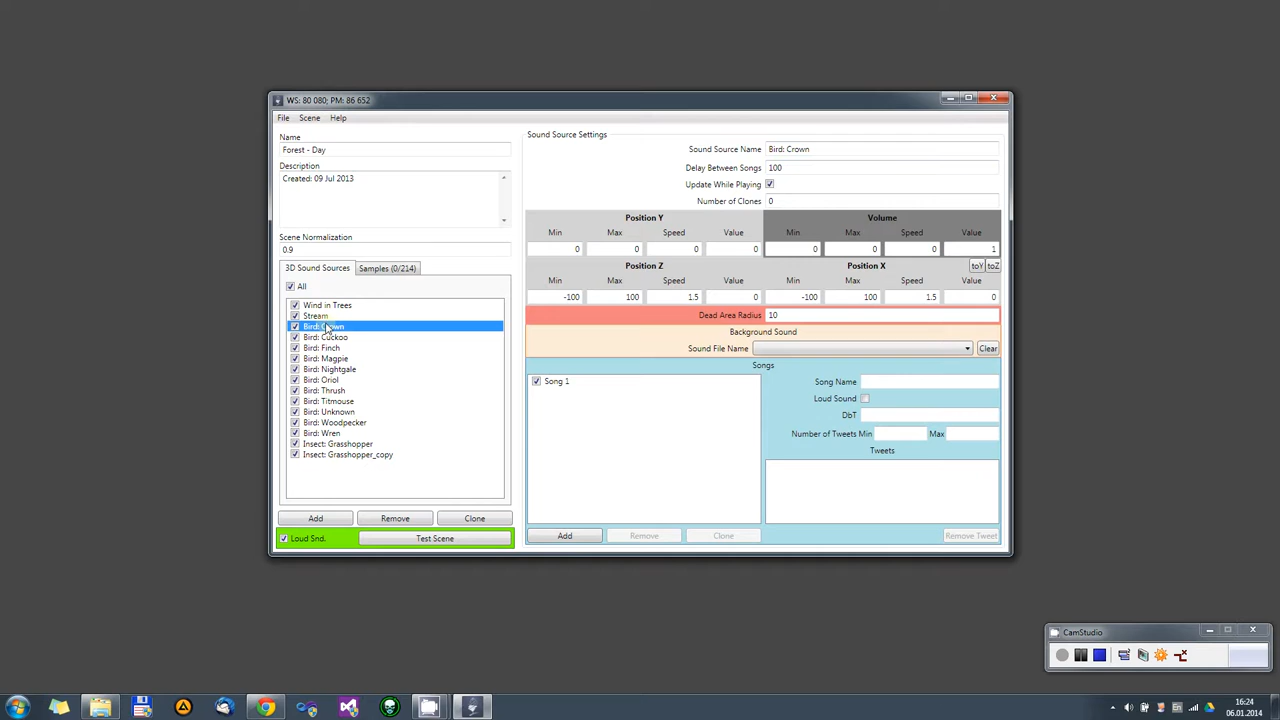 WS: 80 080; PM: 86 652
File Scene Help
Name
Forest - Day
Description
Created: 09 Jul 2013
Scene Normalization
0.9
3D Sound Sources Samples (0/214)
All
Wind in Trees
Stream
Bird: Crown
Bird: Cuckoo
Bird: Finch
Bird: Magpie
Bird: Nightgale
Bird: Oriol
Bird: Thrush
Bird: Titmouse
Bird: Unknown
Bird: Woodpecker
Bird: Wren
Insect: Grasshopper
Insect: Grasshopper_copy
Add Remove Clone
Loud Snd. Test Scene
Sound Source Settings
Sound Source Name Bird: Crown
Delay Between Songs 100
Update While Playing
Number of Clones 0
Position Y Volume
Min Max Speed Value Min Max Speed Value
0 0 0 0 0 0 0 1
Position Z Position X toY toZ
Min Max Speed Value Min Max Speed Value
-100 100 1.5 0 -100 100 1.5 0
Dead Area Radius 10
Background Sound
Sound File Name Clear
Songs
Song 1
Song Name
Loud Sound
DbT
Number of Tweets Min Max
Tweets
Add Remove Clone Remove Tweet
CamStudio
En
16:24
06.01.2014